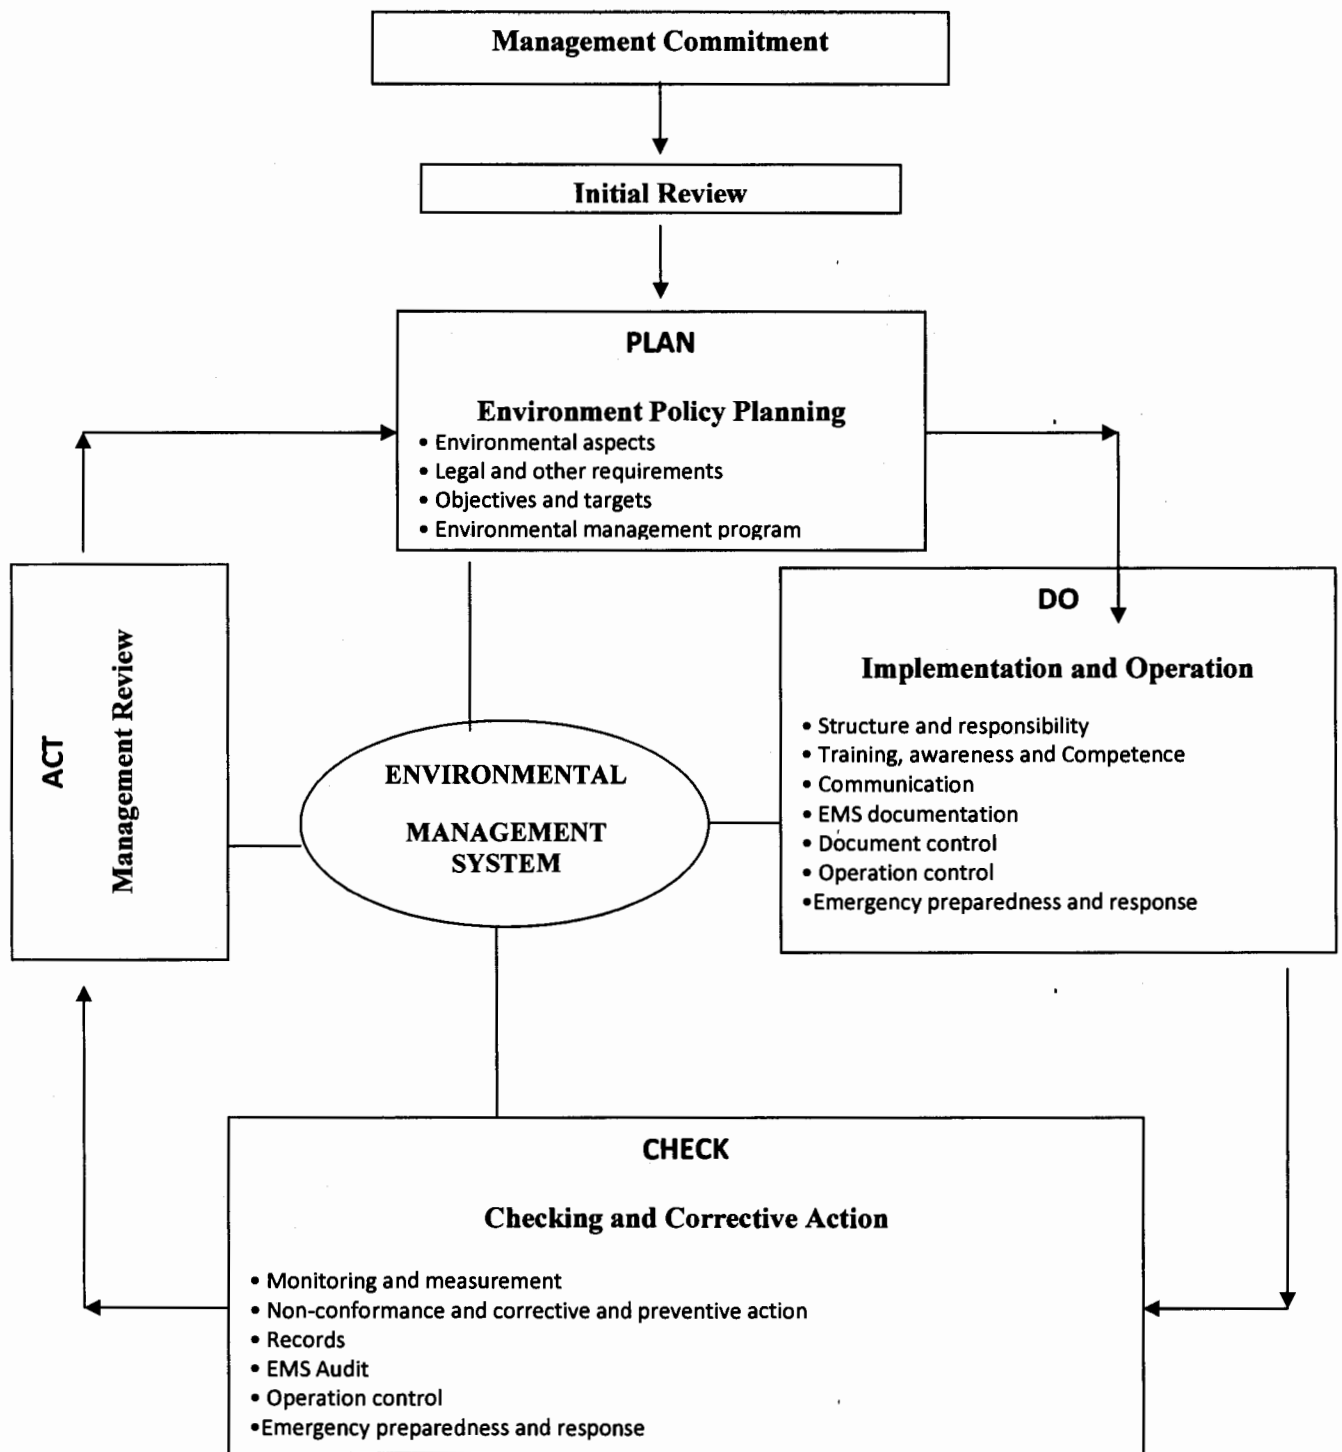 Management Commitment
Initial Review
PLAN
Environment Policy Planning
• Environmental aspects
• Legal and other requirements
• Objectives and targets
• Environmental management program
DO
Implementation and Operation
• Structure and responsibility
• Training, awareness and Competence
• Communication
• EMS documentation
• Document control
• Operation control
•Emergency preparedness and response
ACT
Management Review
ENVIRONMENTAL
MANAGEMENT
SYSTEM
CHECK
Checking and Corrective Action
• Monitoring and measurement
• Non-conformance and corrective and preventive action
• Records
• EMS Audit
• Operation control
•Emergency preparedness and response